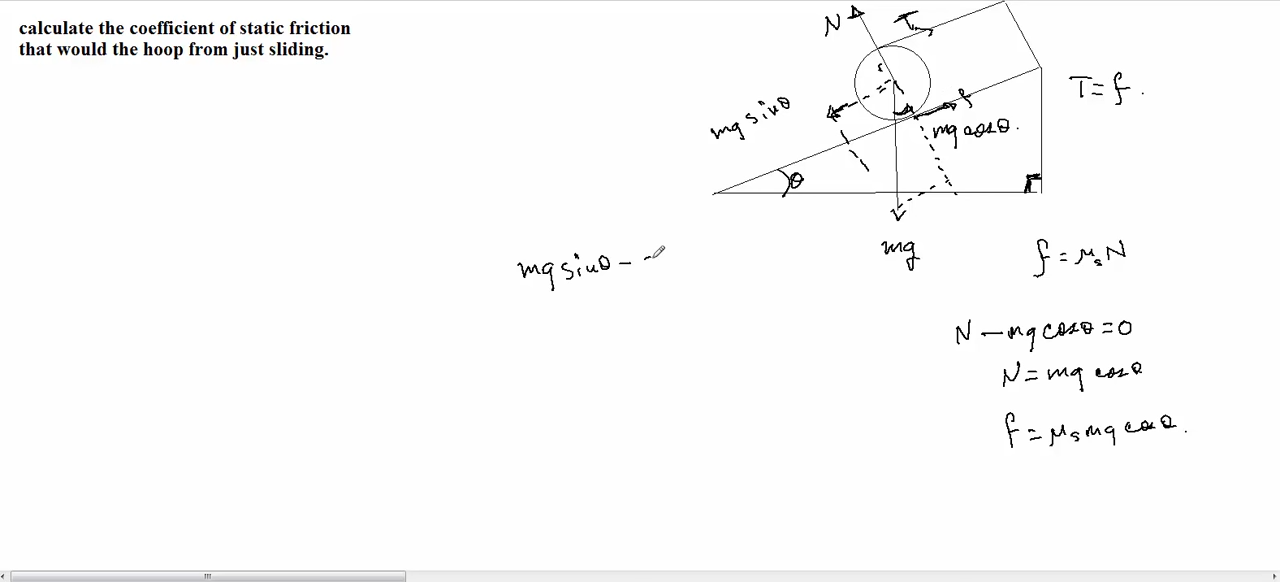 calculate the coefficient of static friction
that would the hoop from just sliding.
N
T
r
T = f .
mg sinθ
f
mg cosθ.
θ
mg
f = μs N
mg sinθ –
N – mg cosθ = 0
N = mg cosθ
f = μs mg cosθ .